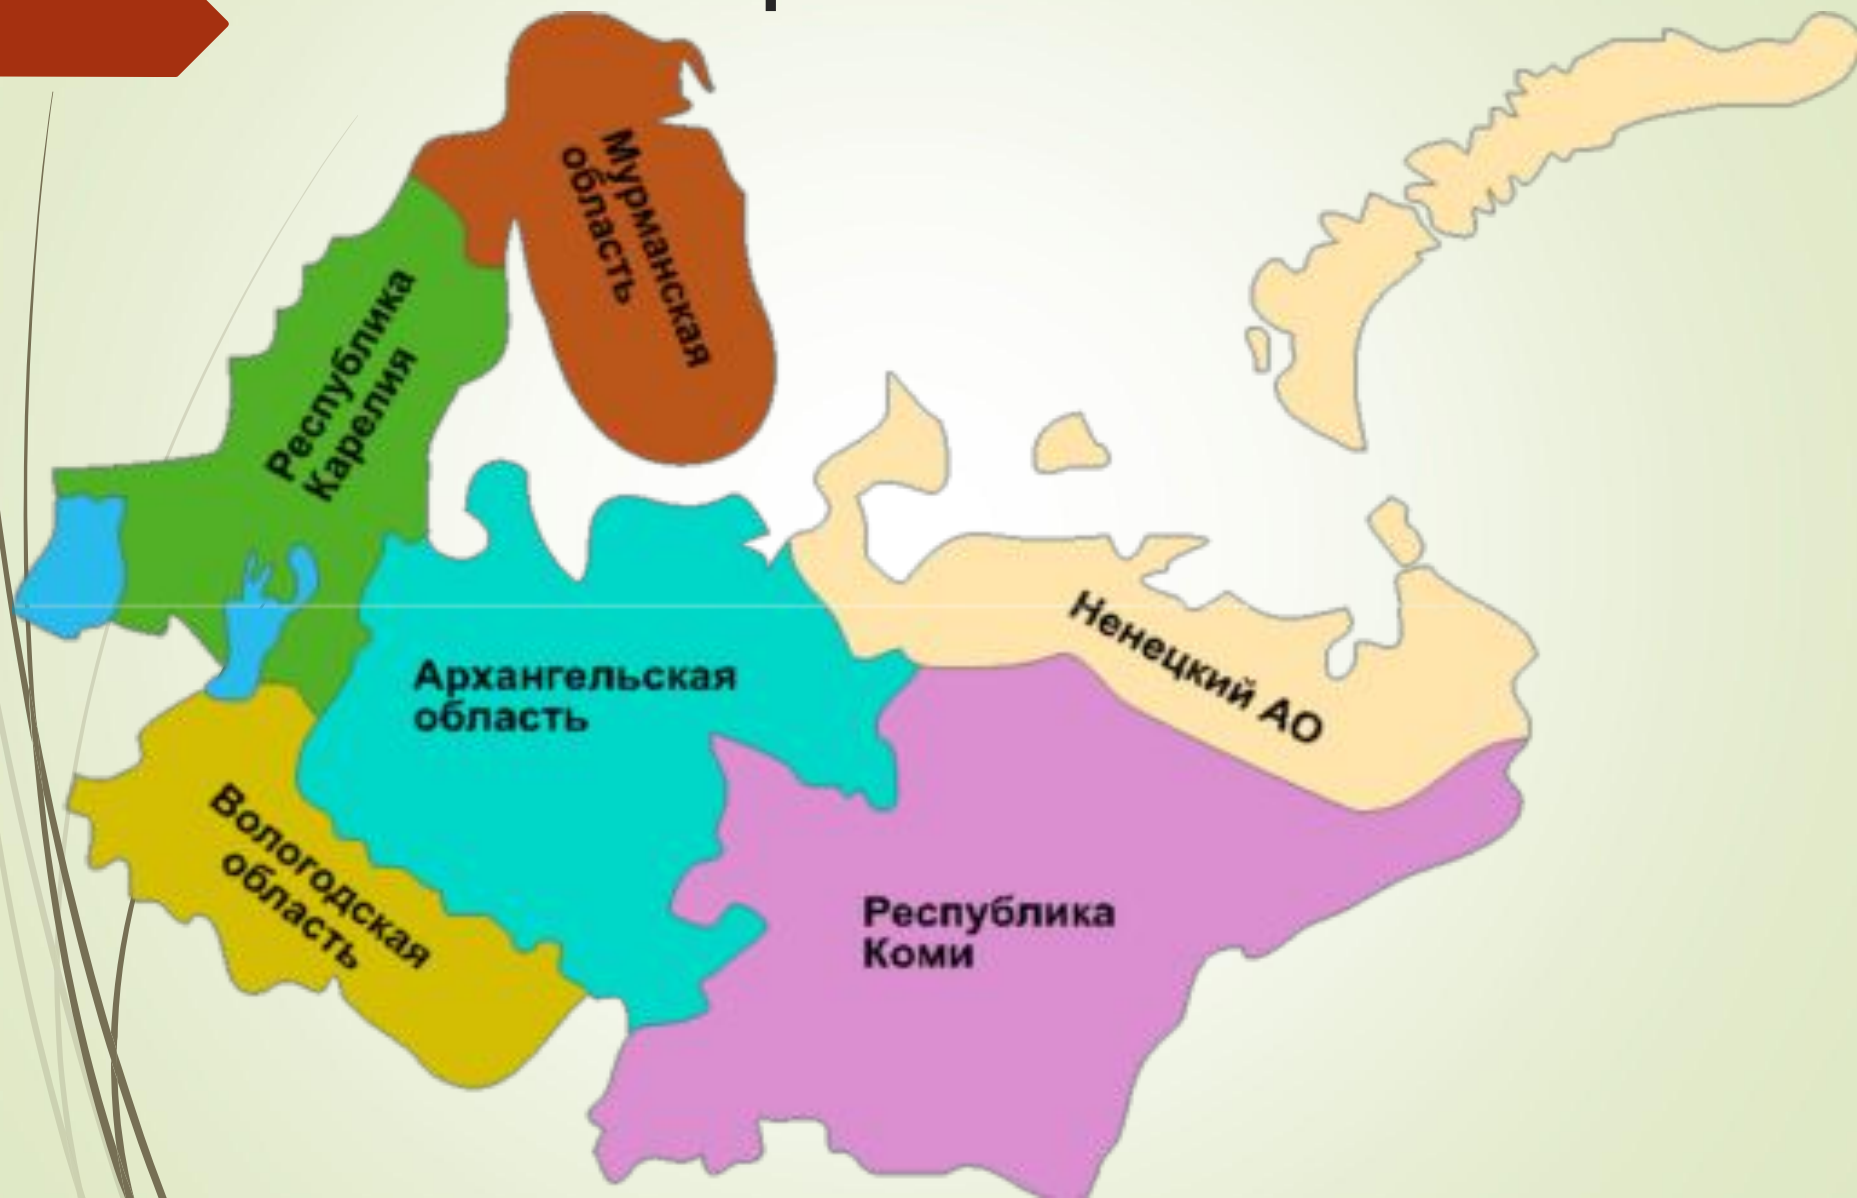 Мурманская
область
Республика
Карелия
Архангельская
область
Ненецкий АО
Вологодская
область
Республика
Коми